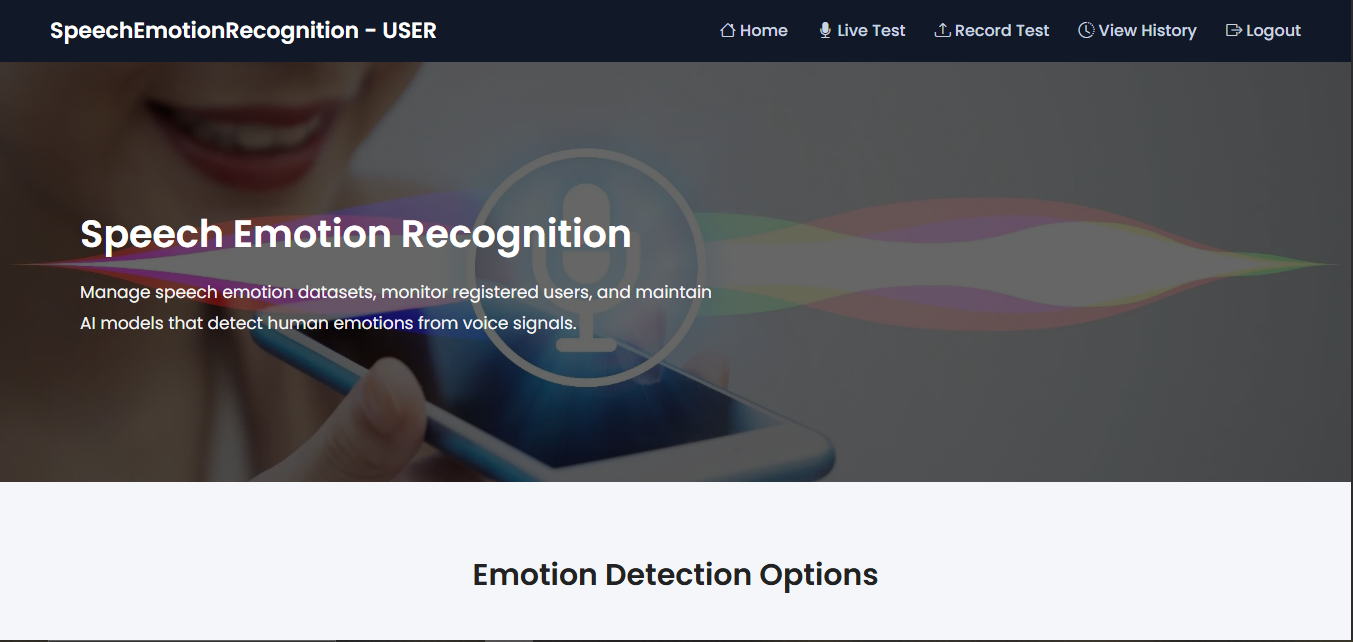 SpeechEmotionRecognition - USER
Home
Live Test
Record Test
View History
Logout
Speech Emotion Recognition
Manage speech emotion datasets, monitor registered users, and maintain
AI models that detect human emotions from voice signals.
Emotion Detection Options